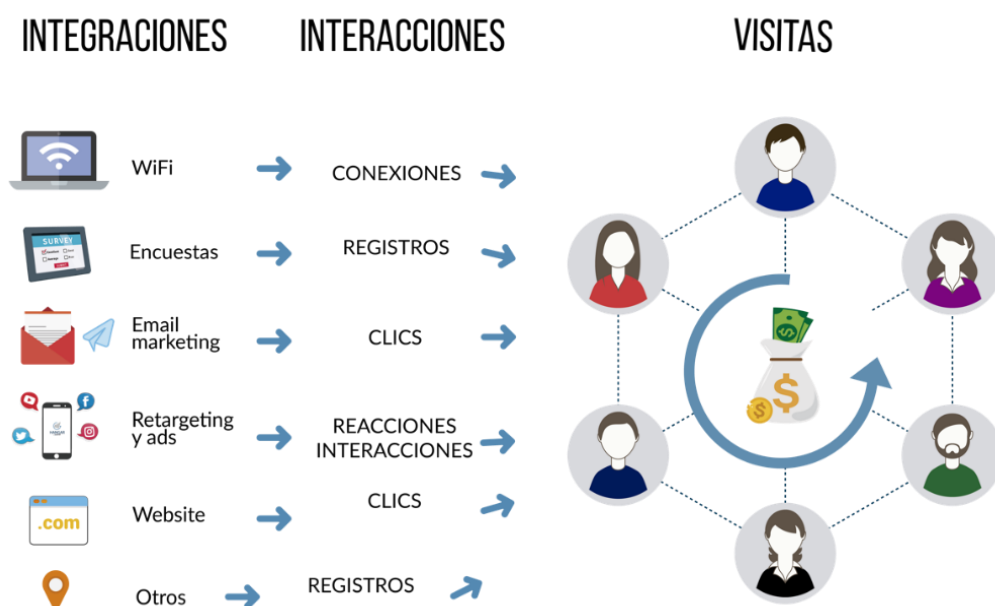 INTEGRACIONES INTERACCIONES VISITAS
WiFi CONEXIONES
SURVEY
Encuestas REGISTROS
Email
marketing CLICS
Retargeting
y ads
REACCIONES
INTERACCIONES
.com
Website CLICS
Otros REGISTROS
$
$
$